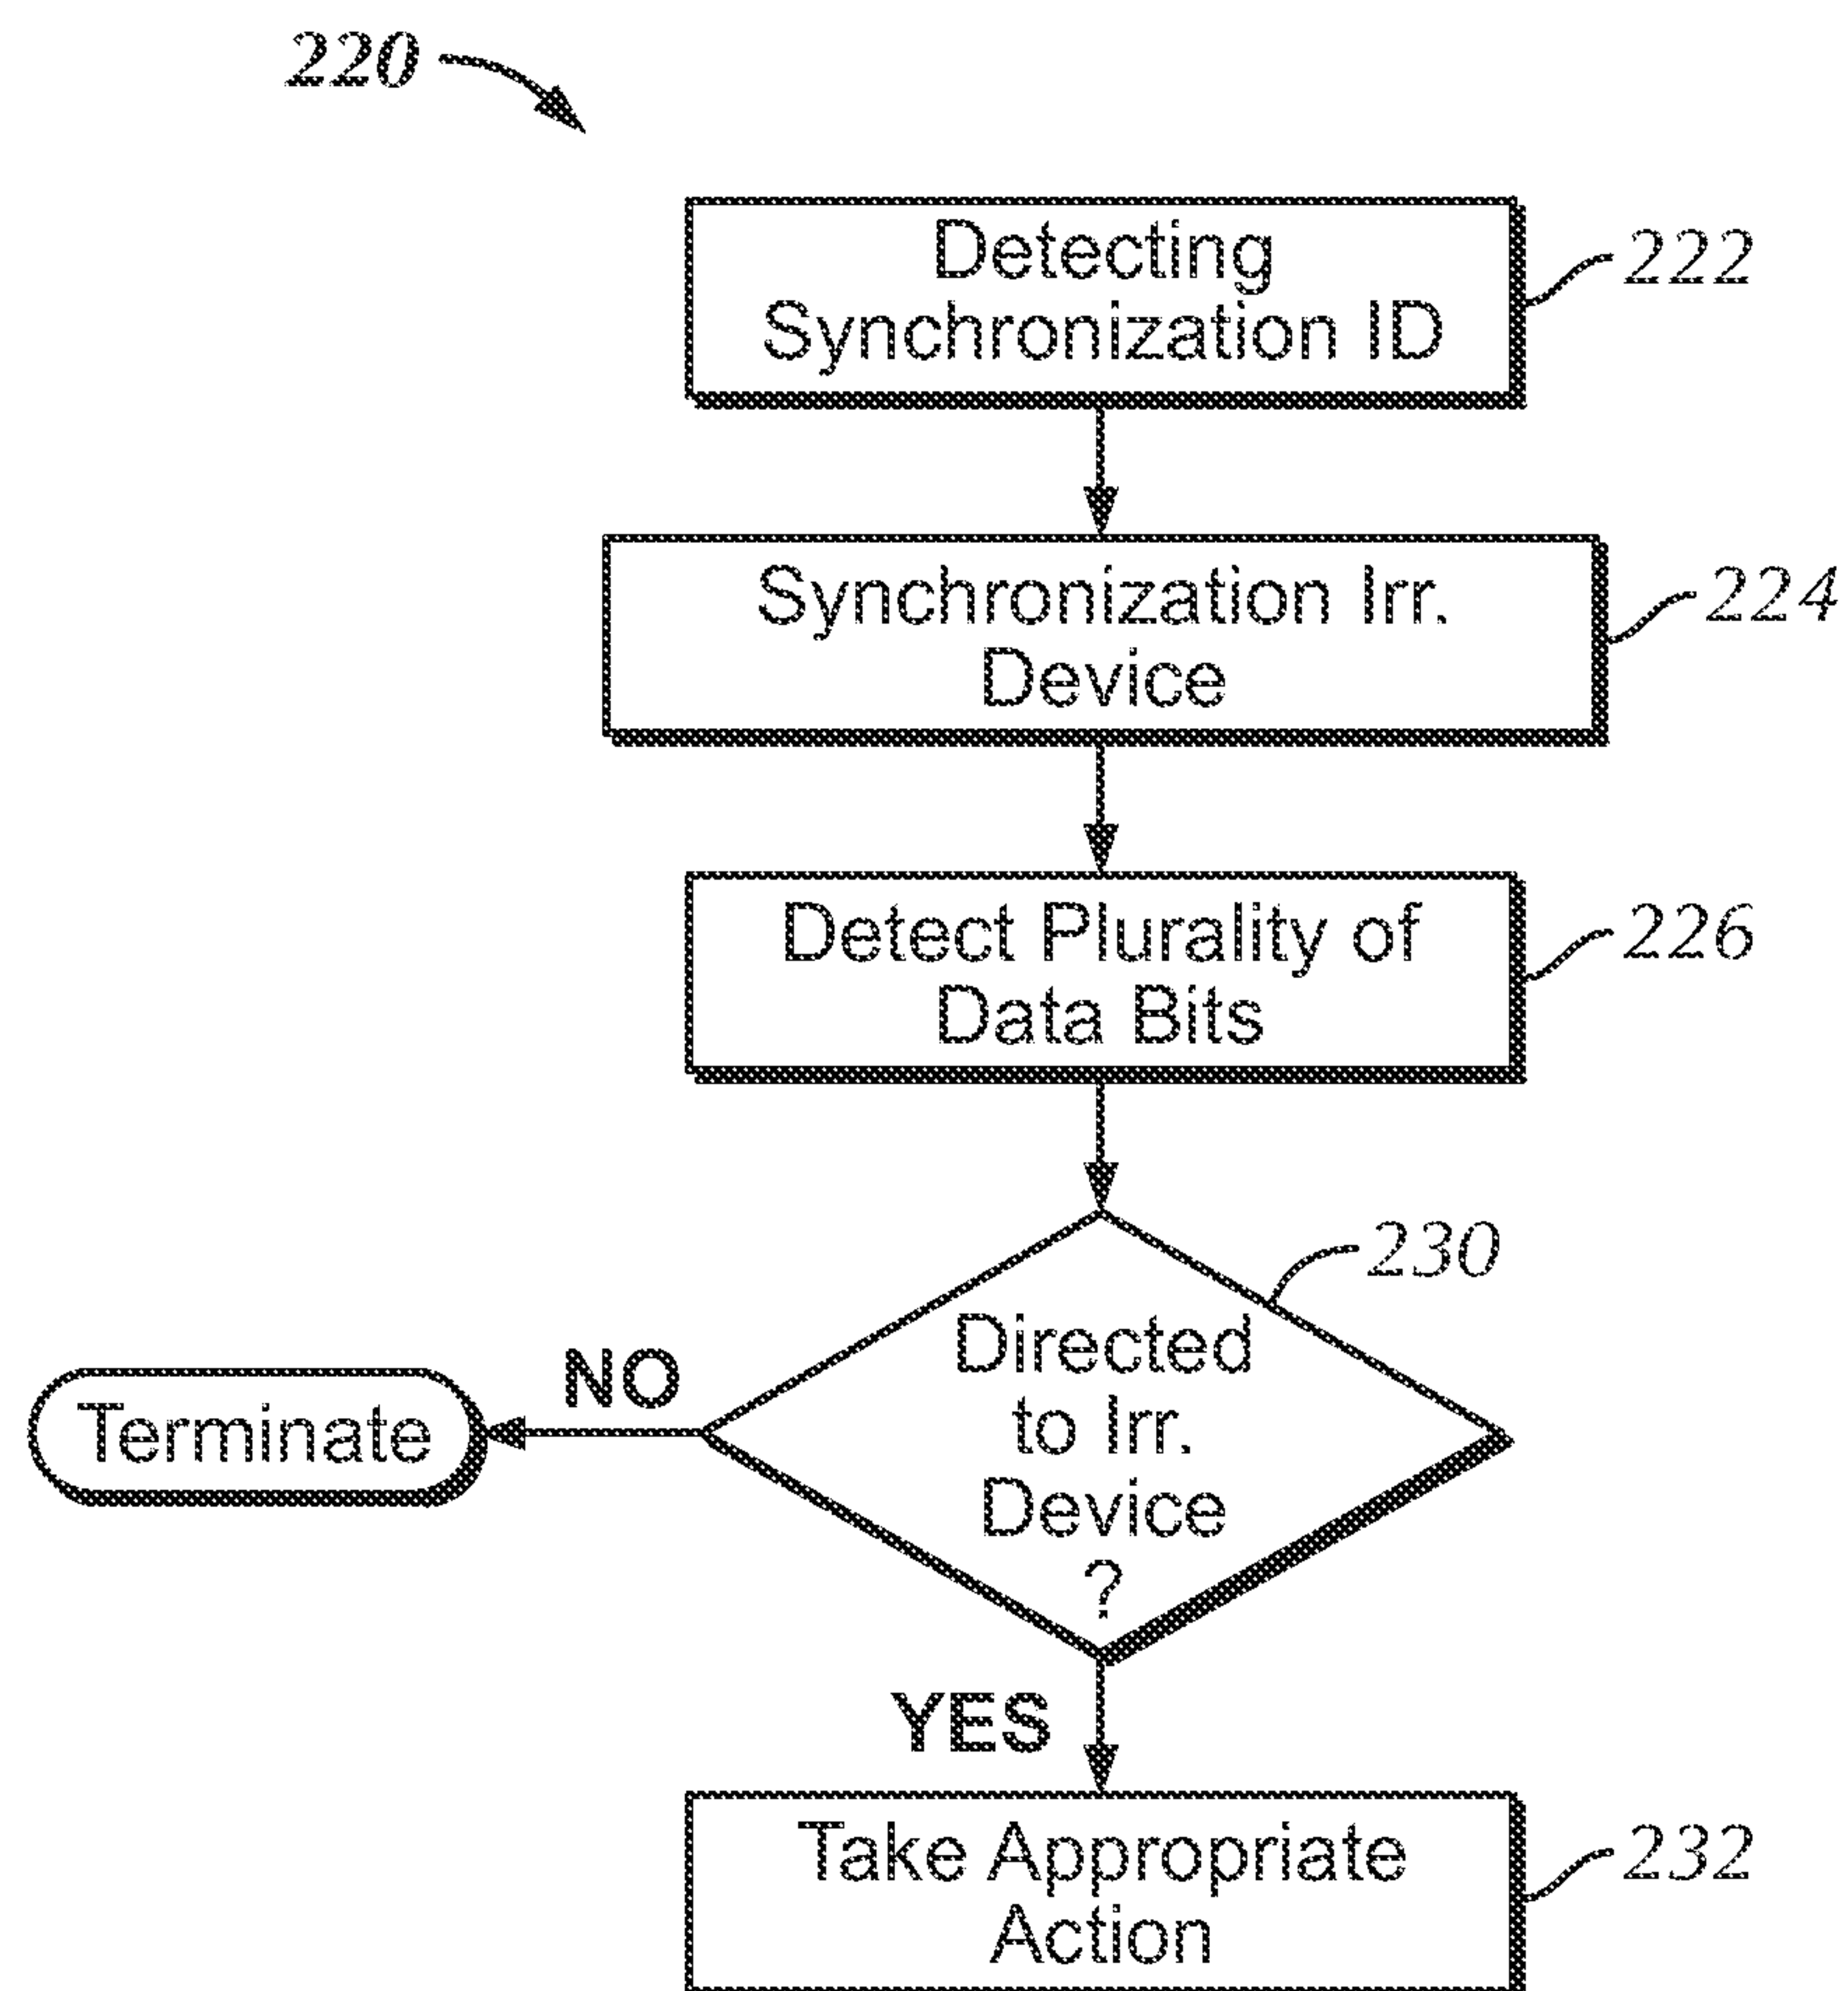 220
Detecting
Synchronization ID
222
Synchronization Irr.
Device
224
Detect Plurality of
Data Bits
226
230
Directed
to Irr.
Device
?
NO
Terminate
YES
Take Appropriate
Action
232